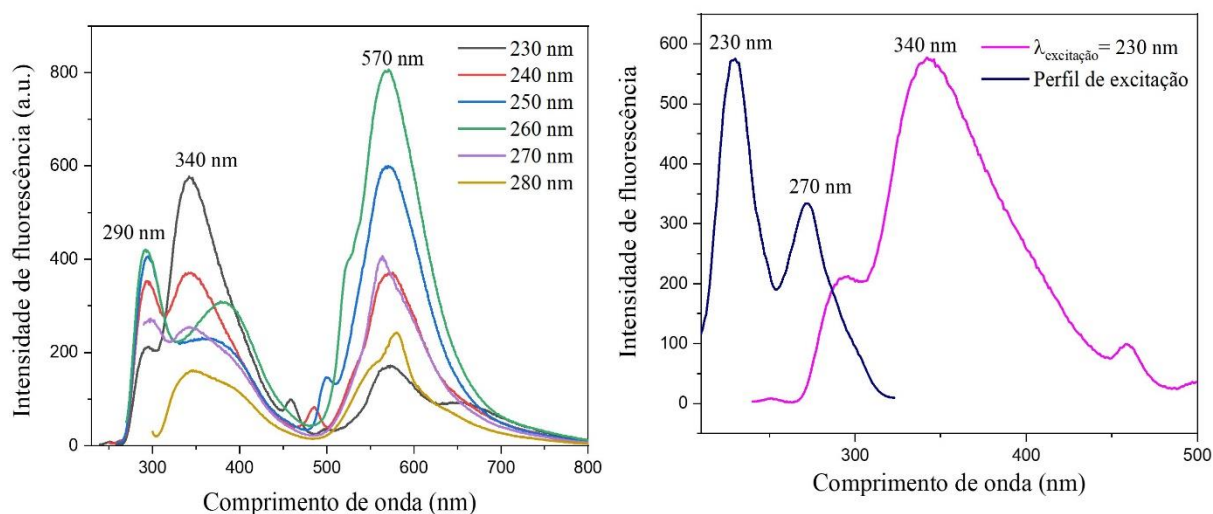 Intensidade de fluorescência (a.u.)
800
600
400
200
0
300
400
500
600
700
800
Comprimento de onda (nm)
290 nm
340 nm
570 nm
230 nm
240 nm
250 nm
260 nm
270 nm
280 nm
Intensidade de fluorescência
600
500
400
300
200
100
0
300
400
500
Comprimento de onda (nm)
230 nm
270 nm
340 nm
λexcitação= 230 nm
Perfil de excitação